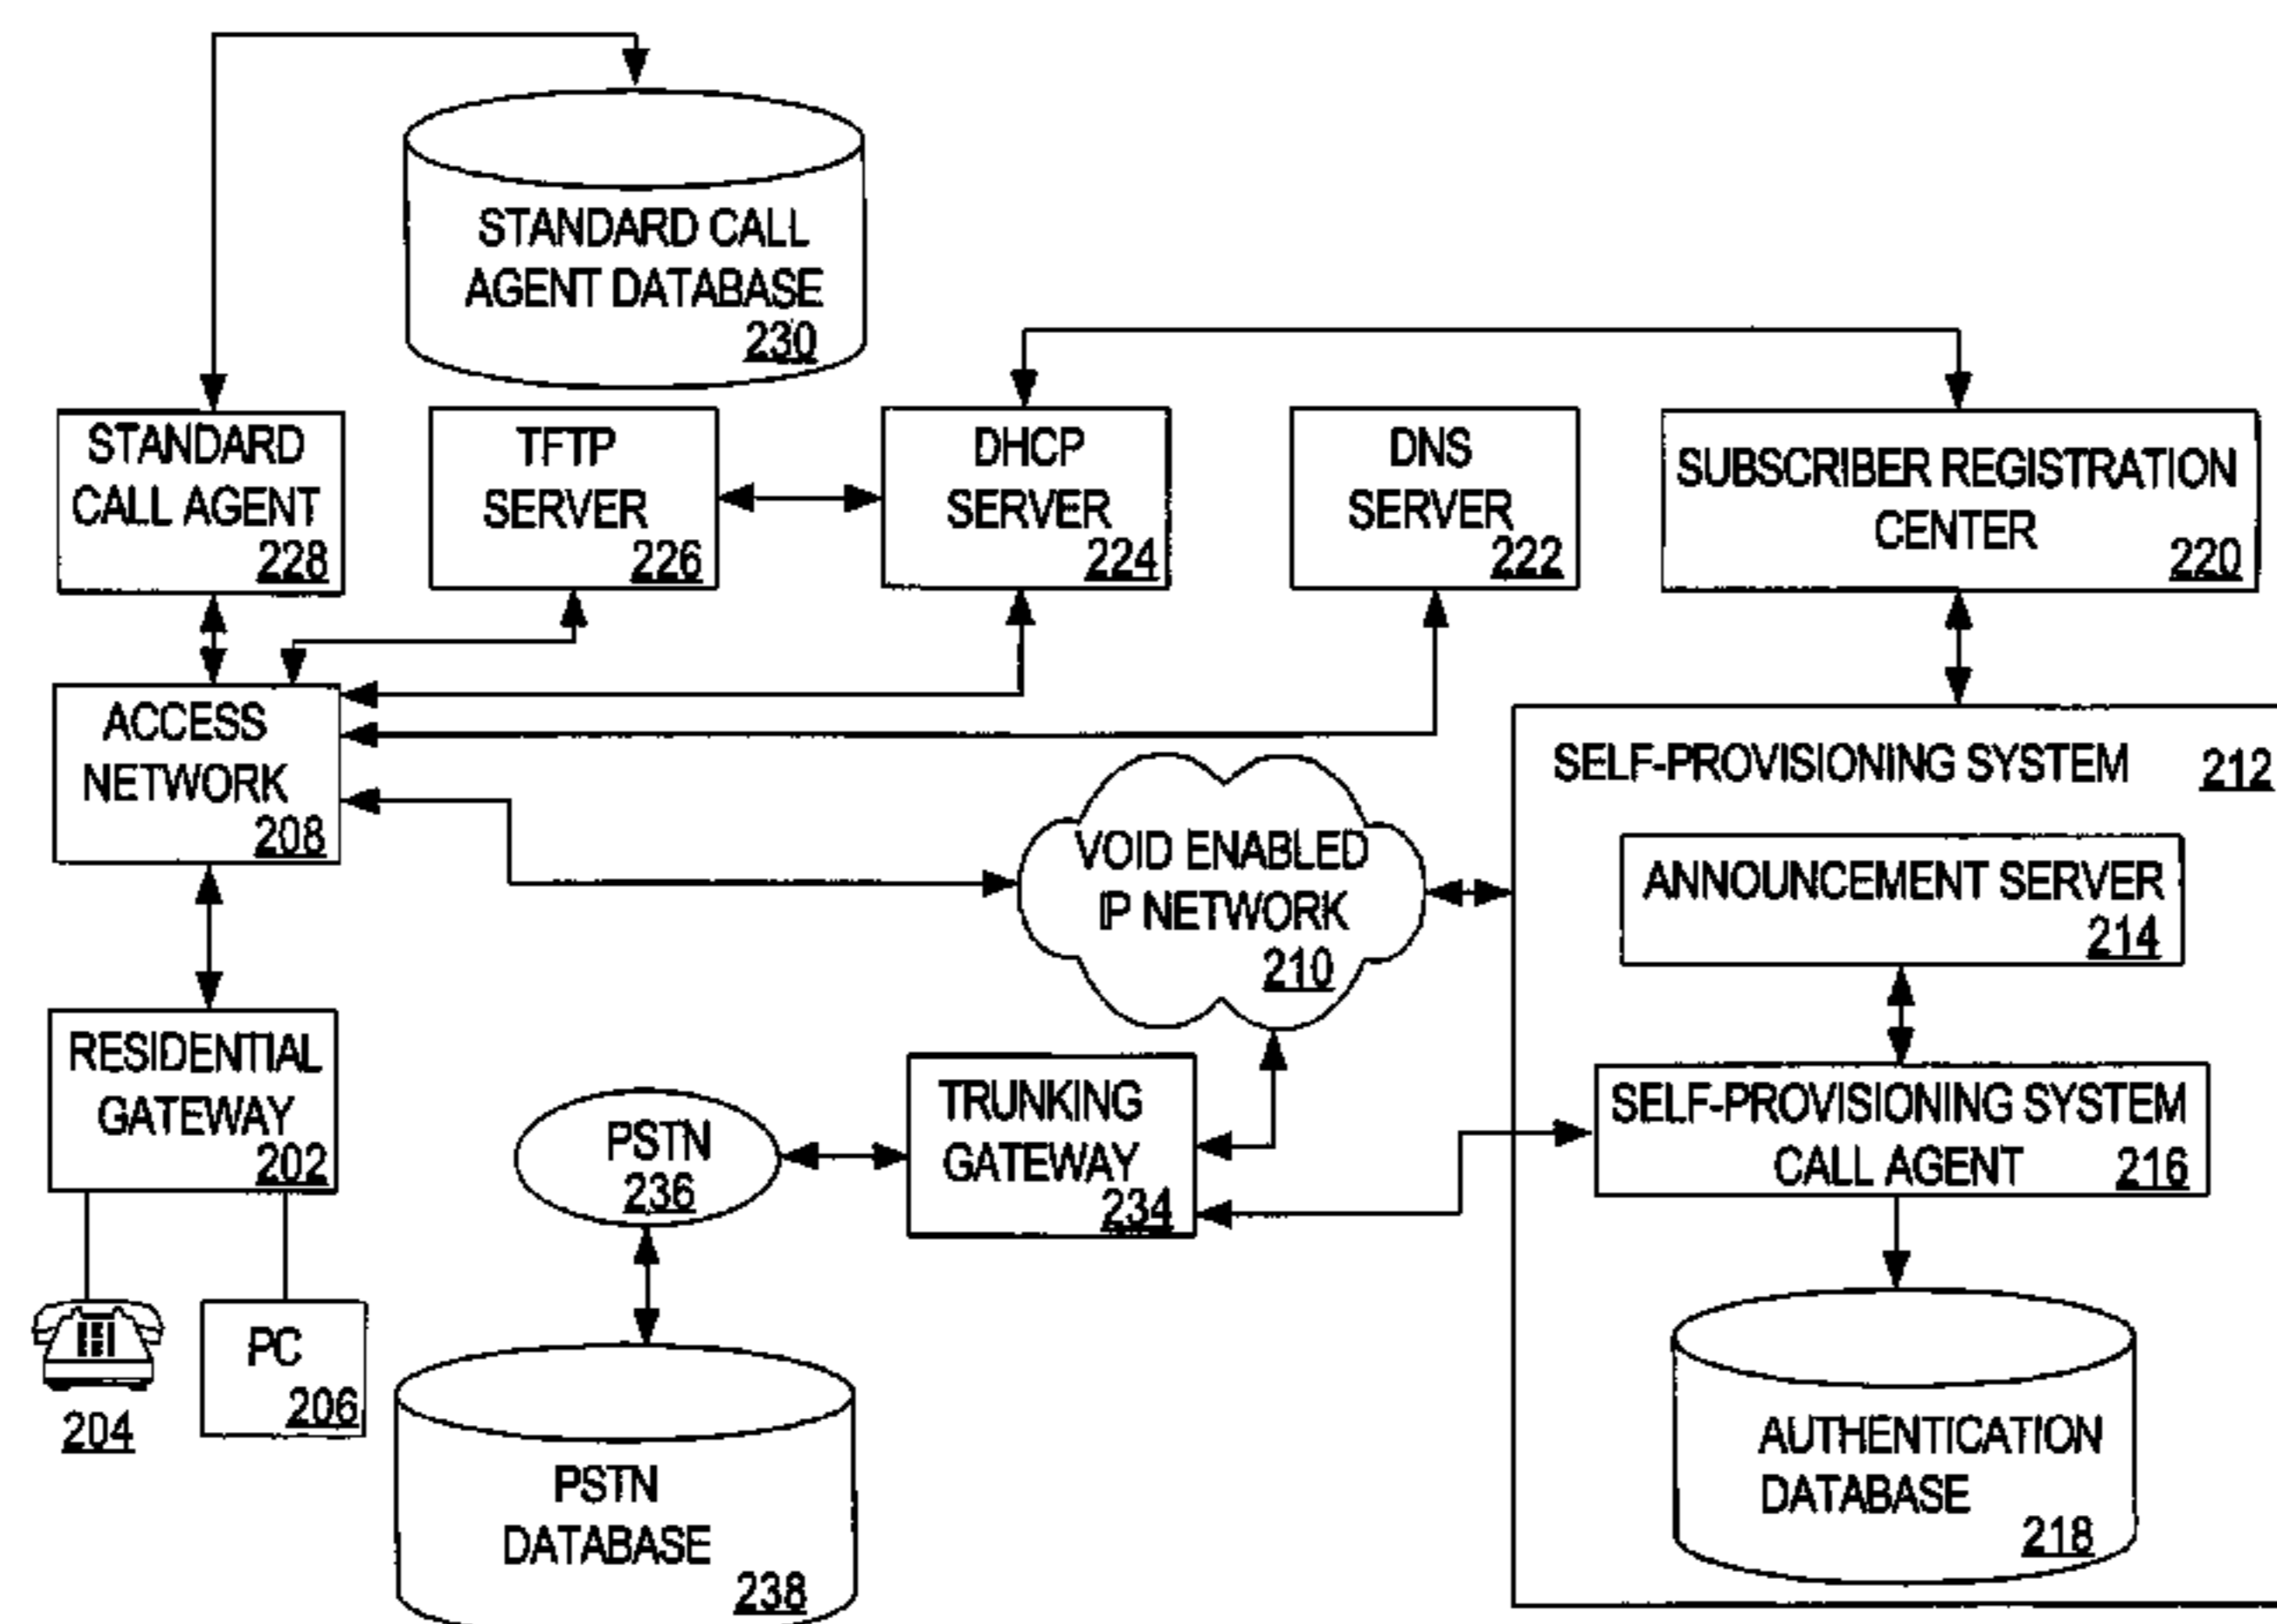 STANDARD CALL
AGENT DATABASE
230
STANDARD
CALL AGENT
228
TFTP
SERVER
226
DHCP
SERVER
224
DNS
SERVER
222
SUBSCRIBER REGISTRATION
CENTER
220
ACCESS
NETWORK
208
VOID ENABLED
IP NETWORK
210
SELF-PROVISIONING SYSTEM 212
ANNOUNCEMENT SERVER
214
RESIDENTIAL
GATEWAY
202
PSTN
236
TRUNKING
GATEWAY
234
SELF-PROVISIONING SYSTEM
CALL AGENT 216
204
PC
206
PSTN
DATABASE
238
AUTHENTICATION
DATABASE
218